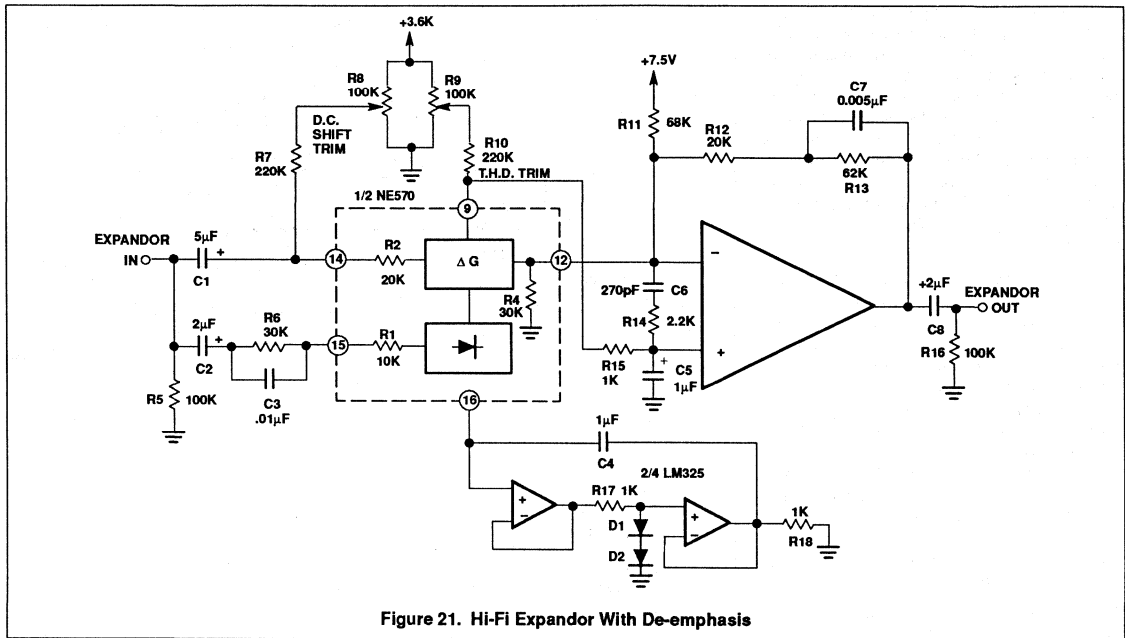 +3.6K
R8
100K
R9
100K
D.C.
SHIFT
TRIM
R7
220K
R10
220K
T.H.D. TRIM
1/2 NE570
9
+7.5V
R11
68K
R12
20K
C7
0.005μF
62K
R13
EXPANDOR
IN
5μF
+
C1
14
R2
20K
Δ G
12
R4
30K
270pF
C6
R14
2.2K
−
+
2μF
+
C2
R6
30K
15
R1
10K
C3
.01μF
R5
100K
16
R15
1K
+
C5
1μF
+2μF
C8
EXPANDOR
OUT
R16
100K
1μF
C4
2/4 LM325
+
−
R17 1K
D1
D2
+
−
1K
R18
Figure 21. Hi-Fi Expandor With De-emphasis